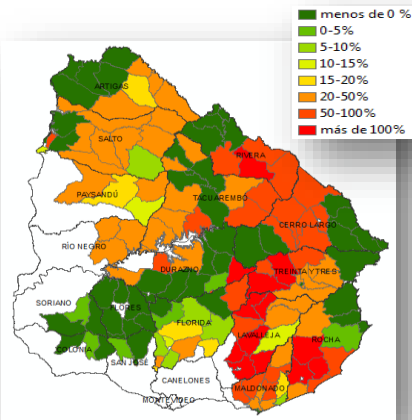 menos de 0 %
0-5%
5-10%
10-15%
15-20%
20-50%
50-100%
más de 100%
ARTIGAS
SALTO
RIVERA
PAYSANDÚ
TACUAREMBÓ
CERRO LARGO
RÍO NEGRO
DURAZNO
TREINTA Y TRES
SORIANO
FLORES
FLORIDA
LAVALLEJA
ROCHA
COLONIA
SAN JOSÉ
CANELONES
MALDONADO
MONTEVIDEO